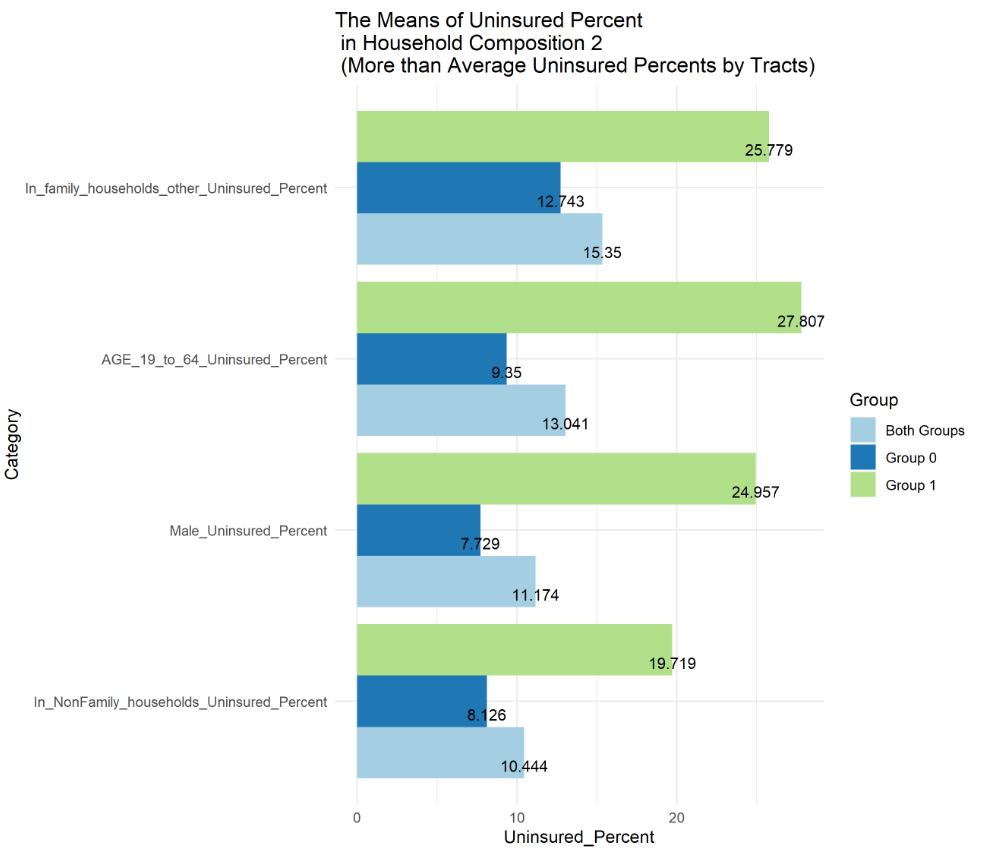 The Means of Uninsured Percent
in Household Composition 2
(More than Average Uninsured Percents by Tracts)
Category
In_family_households_other_Uninsured_Percent
25.779
12.743
15.35
AGE_19_to_64_Uninsured_Percent
27.807
9.35
13.041
Male_Uninsured_Percent
24.957
7.729
11.174
In_NonFamily_households_Uninsured_Percent
19.719
8.126
10.444
0 10 20
Uninsured_Percent
Group
Both Groups
Group 0
Group 1